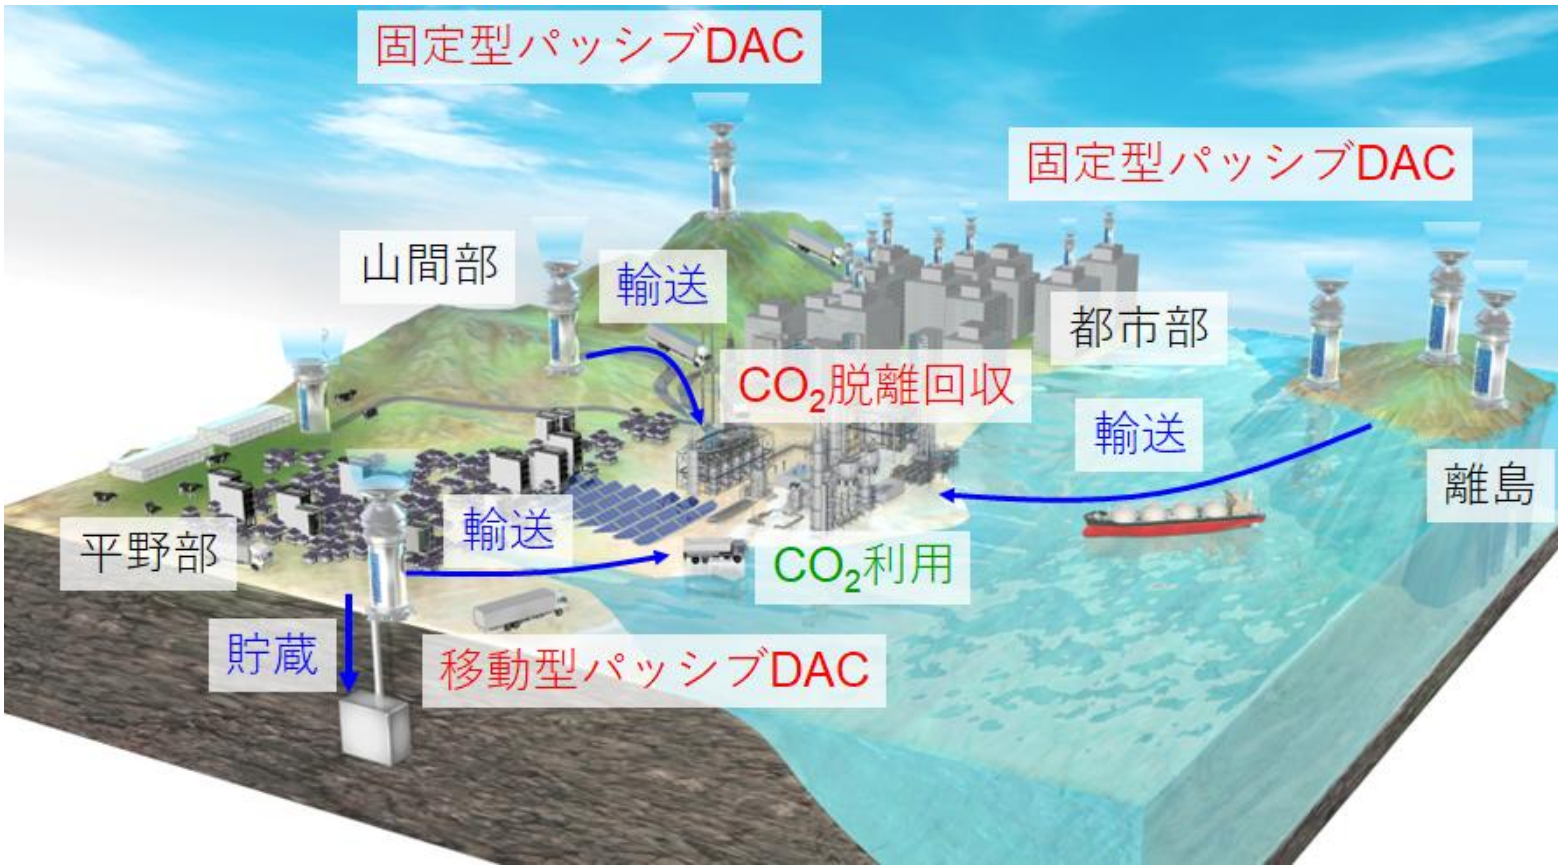 固定型パッシブDAC
固定型パッシブDAC
山間部
輸送
都市部
CO₂脱離回収
輸送
離島
輸送
平野部
CO₂利用
貯蔵
移動型パッシブDAC